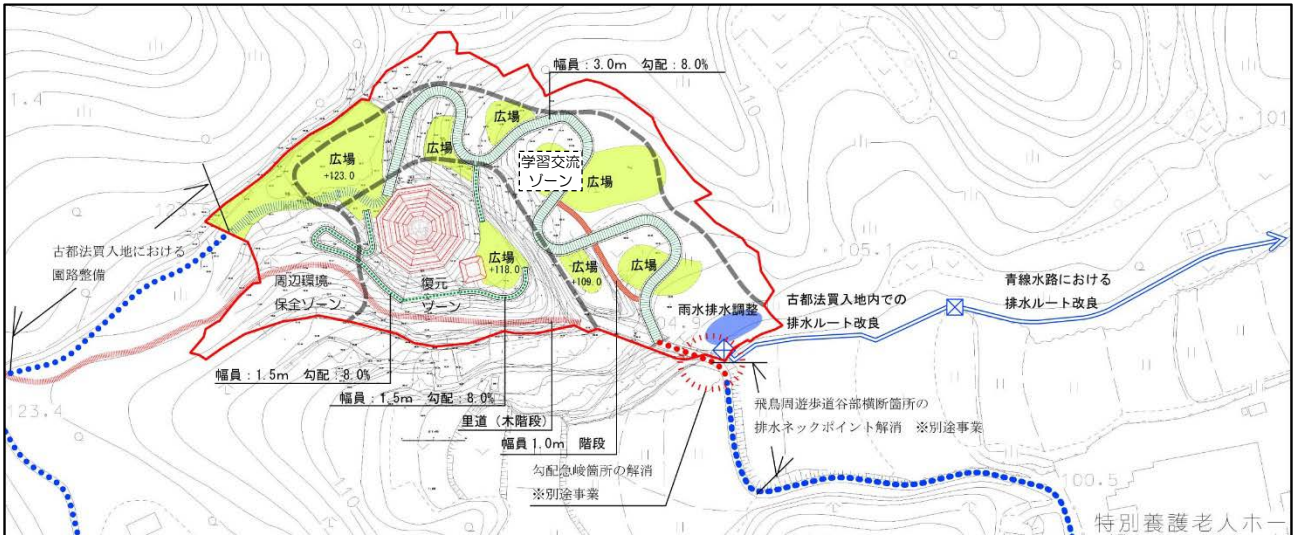 幅員：3.0m　勾配：8.0%
1.4
110
101
広場
広場
広場
+123.0
学習交流
ゾーン
広場
古都法買入地における
園路整備
周辺環境
保全ゾーン
復元
ゾーン
広場
+118.0
広場
+109.0
広場
105.1
雨水排水調整
古都法買入地内での
排水ルート改良
青線水路における
排水ルート改良
幅員：1.5m　勾配：8.0%
幅員：1.5m　勾配：8.0%
里道（木階段）
幅員1.0m　階段
勾配急峻箇所の解消
※別途事業
飛鳥周遊歩道谷部横断箇所の
排水ネックポイント解消　※別途事業
123.4
100.5
特別養護老人ホー